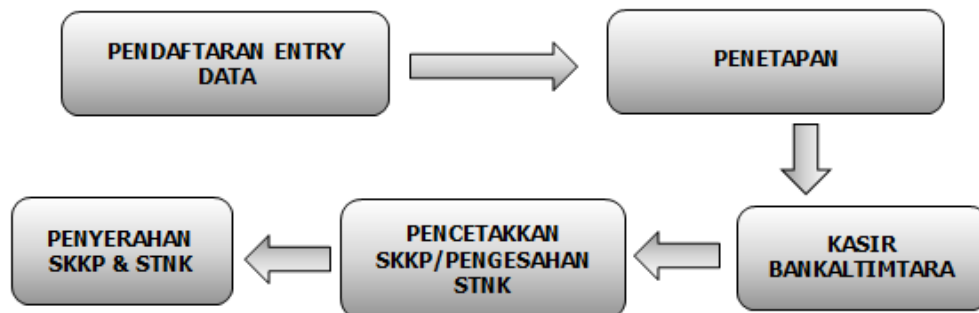 PENDAFTARAN ENTRY
DATA
PENETAPAN
KASIR
BANKALTIMTARA
PENCETAKKAN
SKKP/PENGESAHAN
STNK
PENYERAHAN
SKKP & STNK